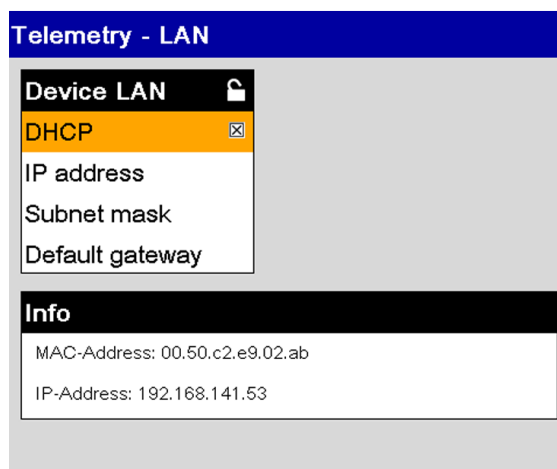 Telemetry - LAN
Device LAN
DHCP
IP address
Subnet mask
Default gateway
Info
MAC-Address: 00.50.c2.e9.02.ab
IP-Address: 192.168.141.53